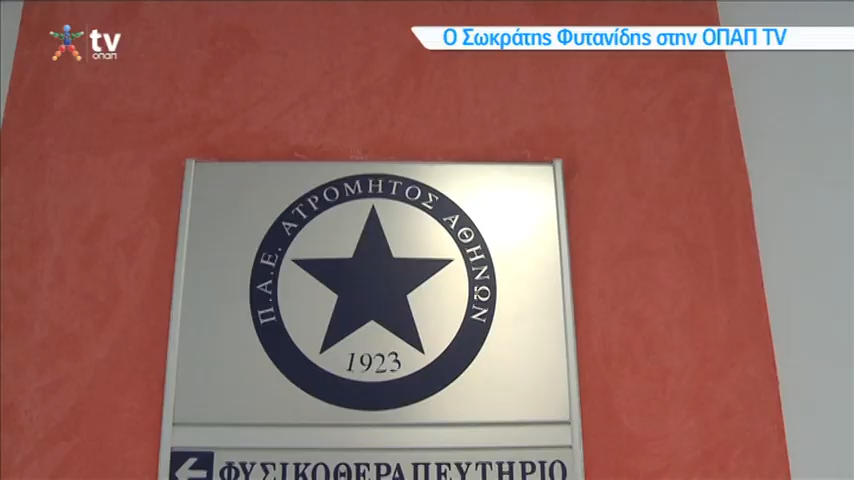 tv
οπαπ
Ο Σωκράτης Φυτανίδης στην ΟΠΑΠ TV
Π.Α.Ε. ΑΤΡΟΜΗΤΟΣ ΑΘΗΝΩΝ
1923
ΦΥΣΙΚΟΘΕΡΑΠΕΥΤΗΡΙΟ